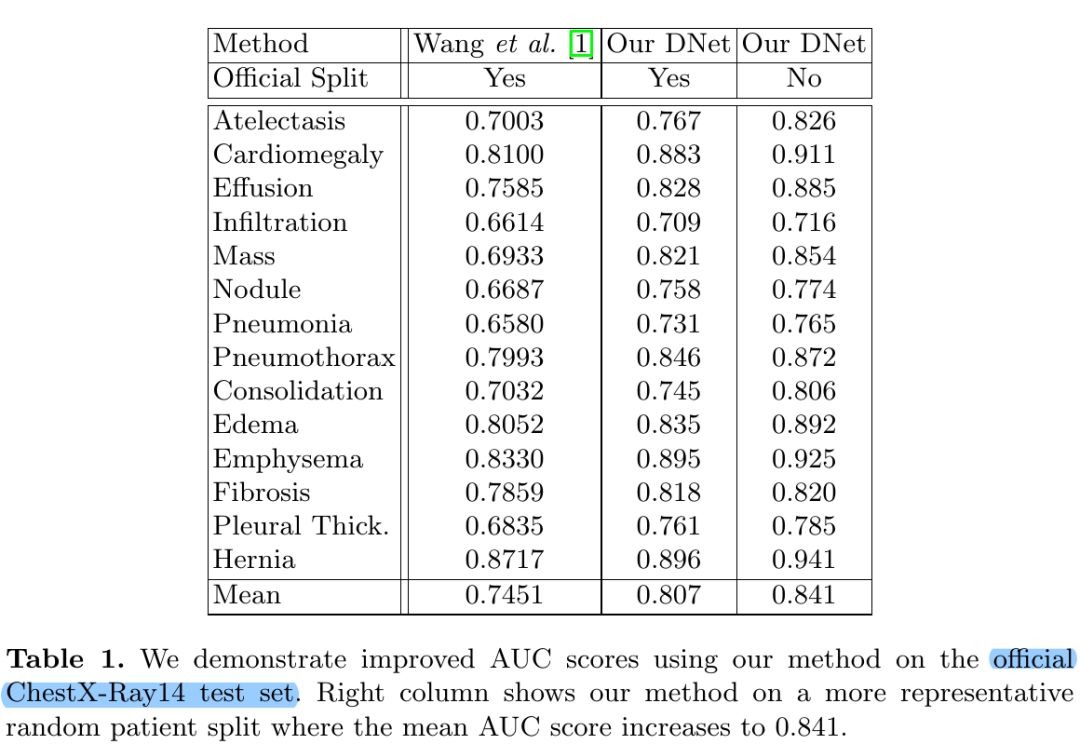 Method Wang et al. [1] Our DNet Our DNet
Official Split Yes Yes No
Atelectasis 0.7003 0.767 0.826
Cardiomegaly 0.8100 0.883 0.911
Effusion 0.7585 0.828 0.885
Infiltration 0.6614 0.709 0.716
Mass 0.6933 0.821 0.854
Nodule 0.6687 0.758 0.774
Pneumonia 0.6580 0.731 0.765
Pneumothorax 0.7993 0.846 0.872
Consolidation 0.7032 0.745 0.806
Edema 0.8052 0.835 0.892
Emphysema 0.8330 0.895 0.925
Fibrosis 0.7859 0.818 0.820
Pleural Thick. 0.6835 0.761 0.785
Hernia 0.8717 0.896 0.941
Mean 0.7451 0.807 0.841
Table 1. We demonstrate improved AUC scores using our method on the official
ChestX-Ray14 test set. Right column shows our method on a more representative
random patient split where the mean AUC score increases to 0.841.